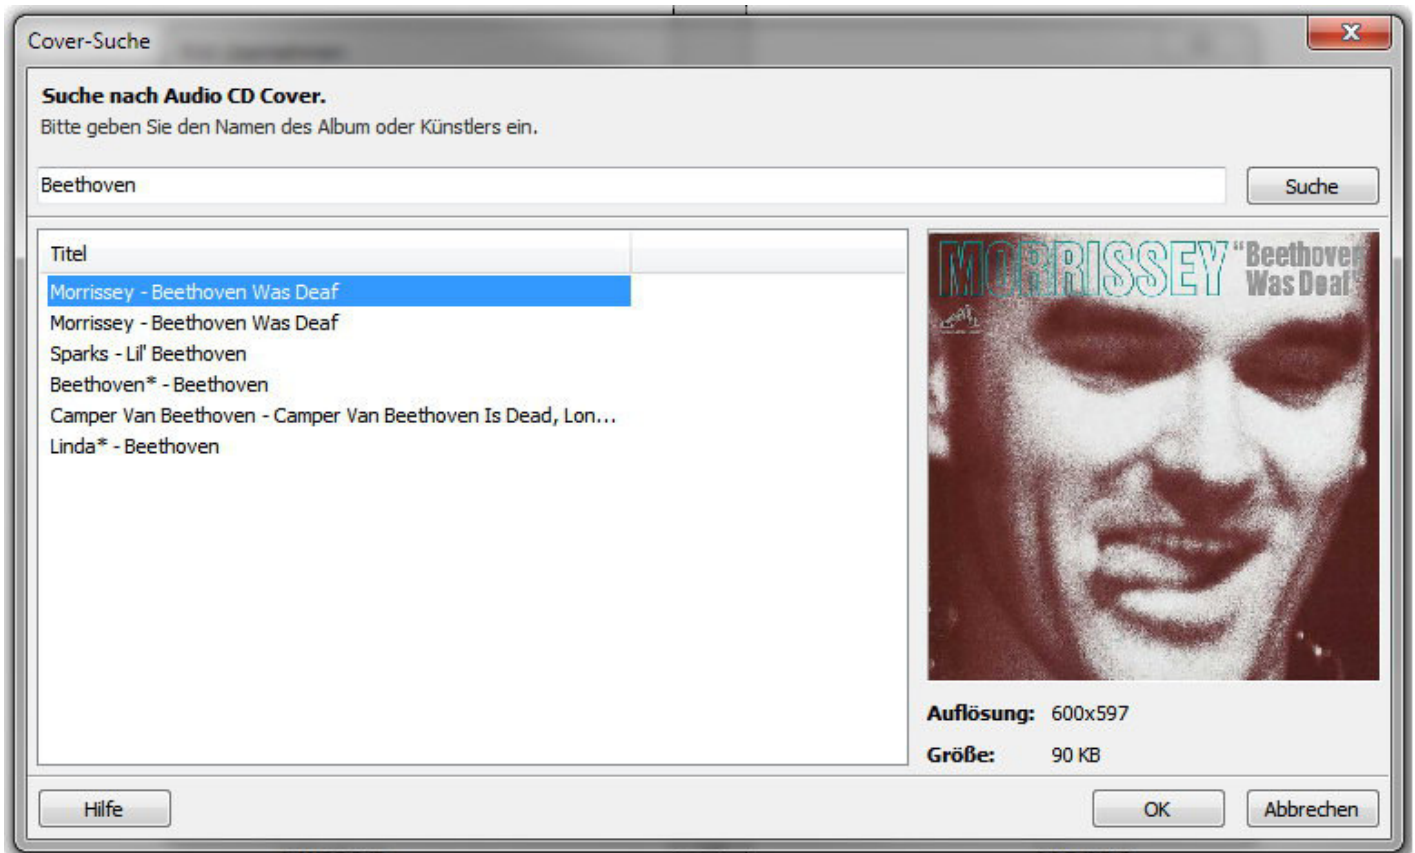 Cover-Suche
Suche nach Audio CD Cover.
Bitte geben Sie den Namen des Album oder Künstlers ein.
Beethoven
Suche
Titel
Morrissey - Beethoven Was Deaf
Morrissey - Beethoven Was Deaf
Sparks - Lil' Beethoven
Beethoven* - Beethoven
Camper Van Beethoven - Camper Van Beethoven Is Dead, Lon...
Linda* - Beethoven
MORRISSEY "Beethoven
Was Deaf"
Auflösung: 600x597
Größe: 90 KB
Hilfe
OK
Abbrechen